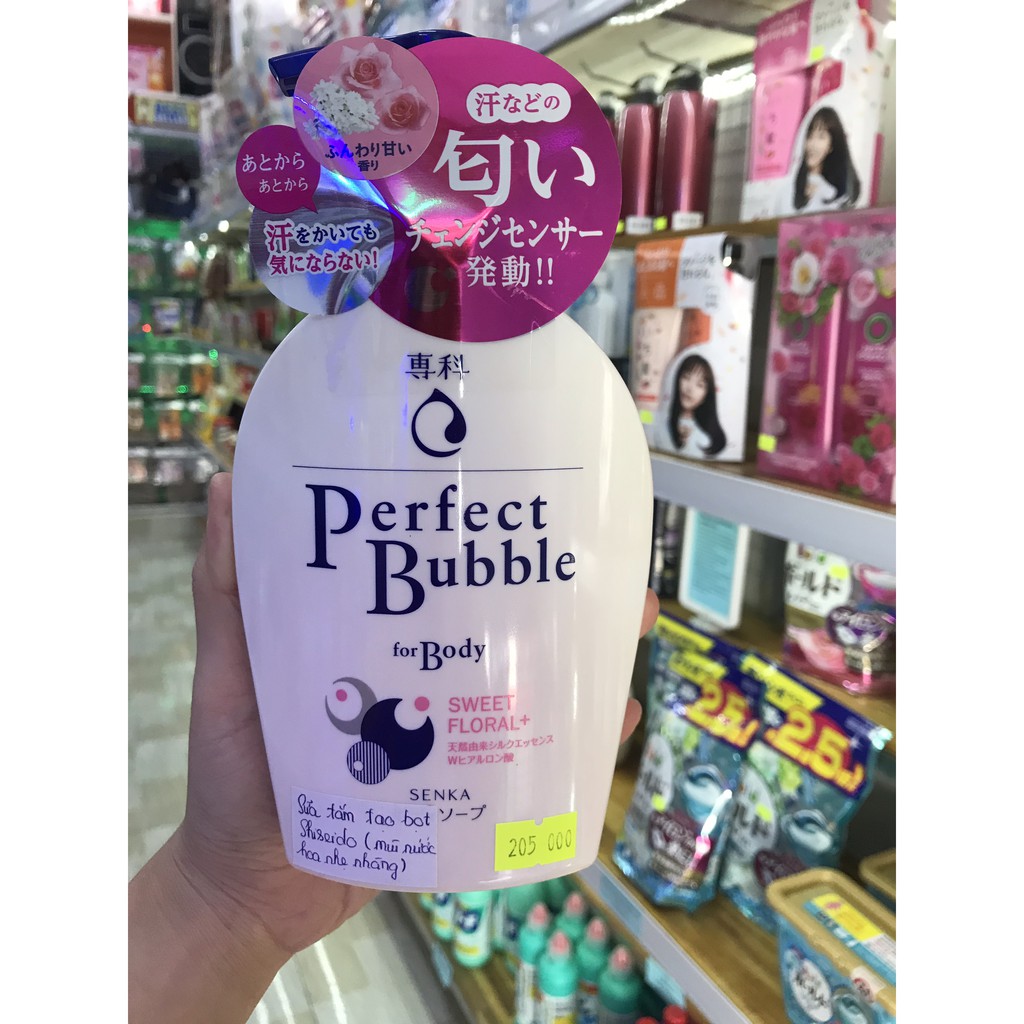 ふんわり甘い
香り
汗などの
匂い
チェンジセンサー
発動!!
あとから
あとから
汗をかいても
気にならない!
専科
Perfect
Bubble
for Body
SWEET
FLORAL+
天然由来シルクエッセンス
Wヒアルロン酸
SENKA
ソープ
Sữa tắm tạo bọt
Shiseido (mùi nước
hoa nhẹ nhàng)
205 000
2.5
2.5